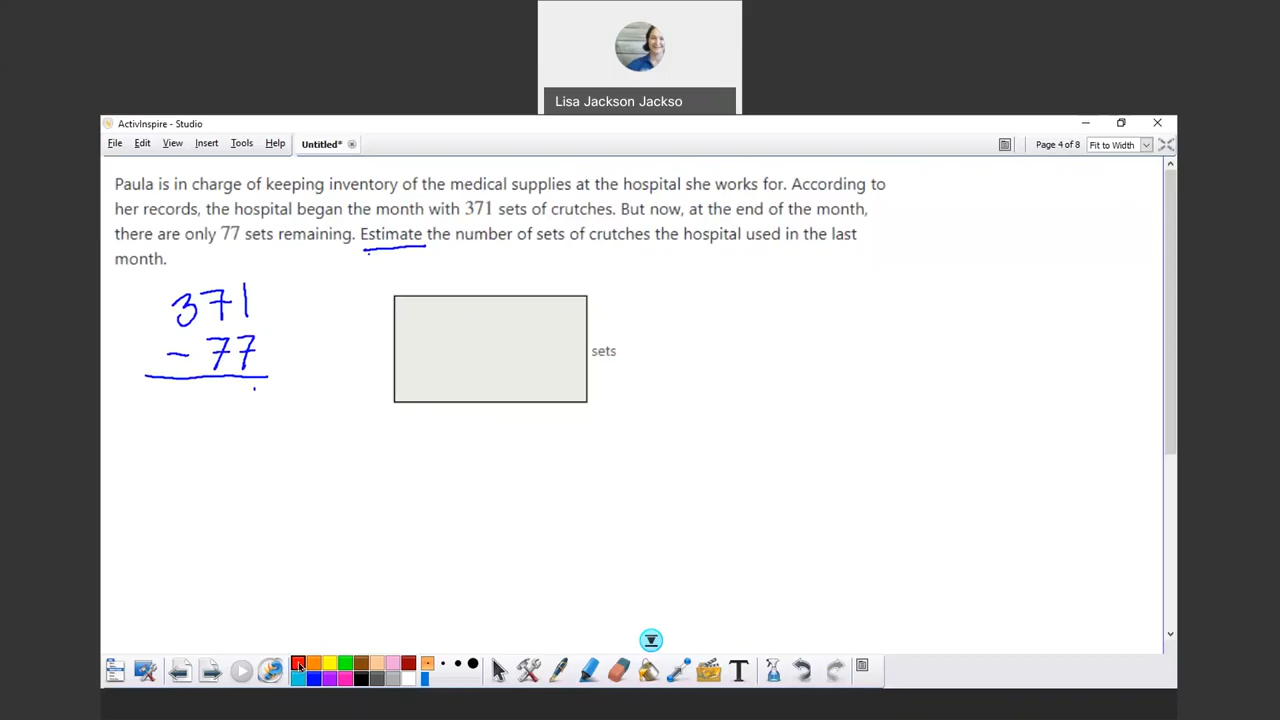 Lisa Jackson Jackso
ActivInspire - Studio
File Edit View Insert Tools Help Untitled* Page 4 of 8 Fit to Width
Paula is in charge of keeping inventory of the medical supplies at the hospital she works for. According to
her records, the hospital began the month with 371 sets of crutches. But now, at the end of the month,
there are only 77 sets remaining. Estimate the number of sets of crutches the hospital used in the last
month.
371
- 77
sets
T